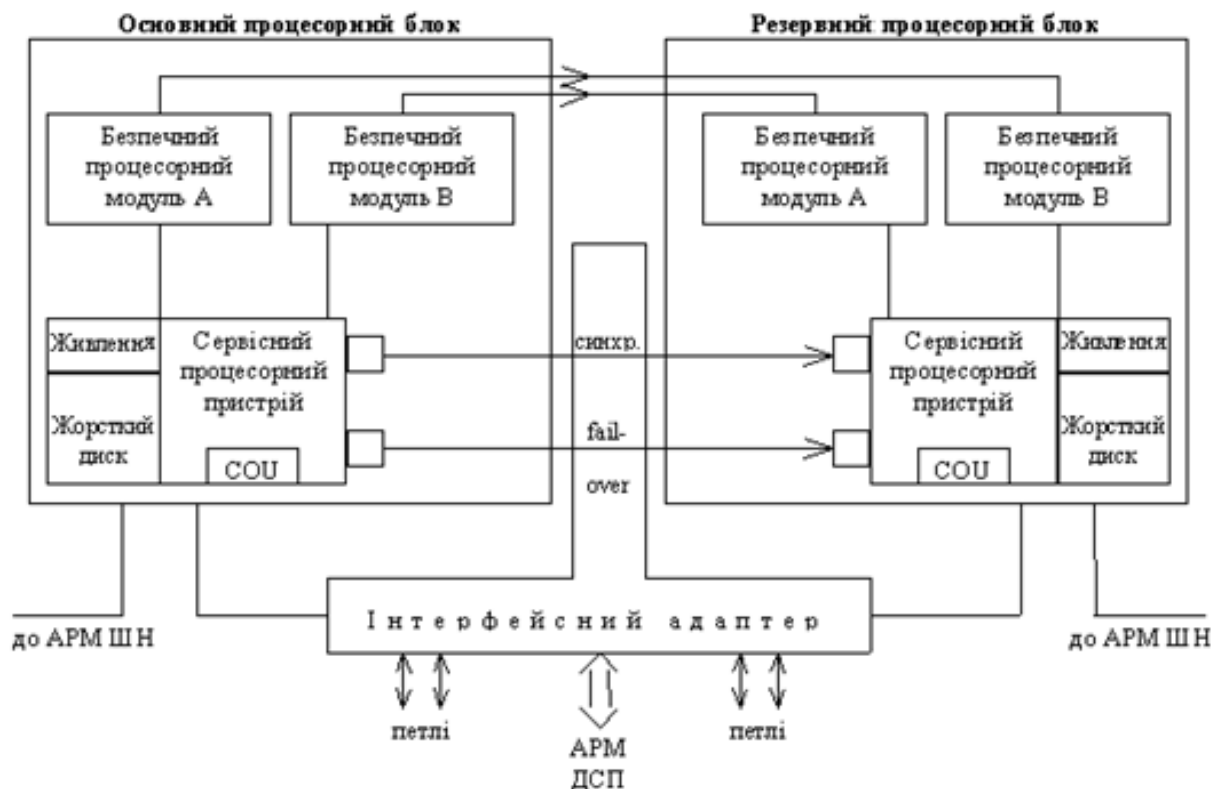 Основний процесорний блок
Резервний процесорний блок
Безпечний
процесорний
модуль А
Безпечний
процесорний
модуль В
Безпечний
процесорний
модуль А
Безпечний
процесорний
модуль В
Живлення
Жорсткий
диск
Сервісний
процесорний
пристрій
COU
синхр.
fail-
over
Сервісний
процесорний
пристрій
COU
Живлення
Жорсткий
диск
до АРМ ШН
Інтерфейсний адаптер
до АРМ ШН
петлі
АРМ
ДСП
петлі